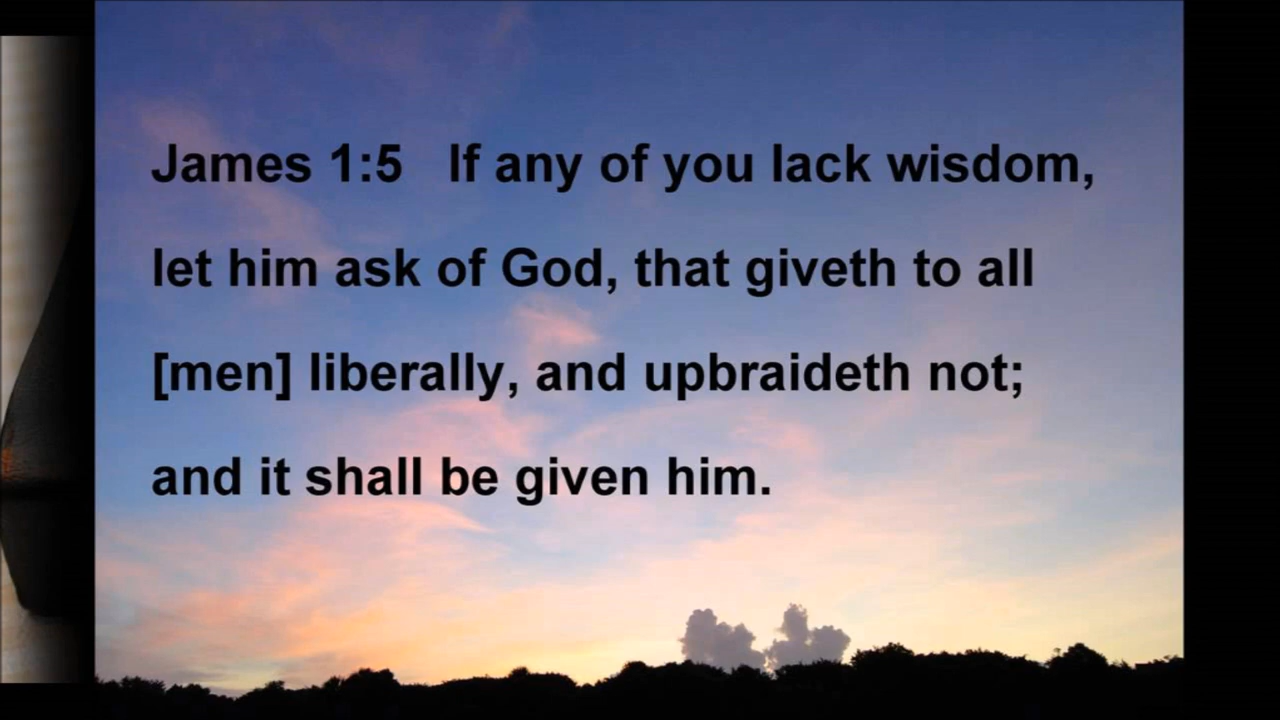 James 1:5   If any of you lack wisdom,
let him ask of God, that giveth to all
[men] liberally, and upbraideth not;
and it shall be given him.